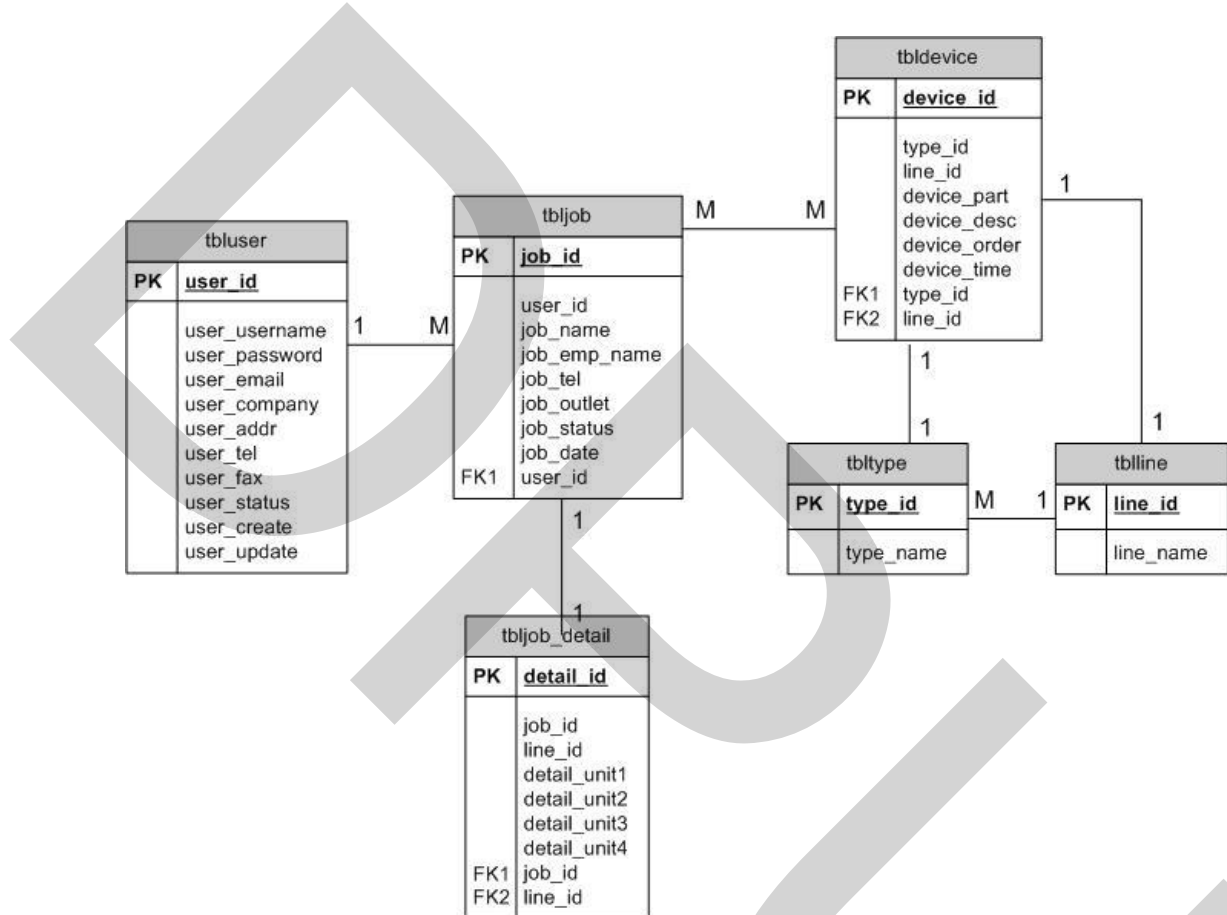 tbldevice
PK device_id
type_id
line_id
device_part
device_desc
device_order
device_time
FK1 type_id
FK2 line_id
tbluser
PK user_id
user_username
user_password
user_email
user_company
user_addr
user_tel
user_fax
user_status
user_create
user_update
1 M
tbljob
PK job_id
user_id
job_name
job_emp_name
job_tel
job_outlet
job_status
job_date
FK1 user_id
M M
1
1
1
1
tbltype
PK type_id
type_name
M 1
tblline
PK line_id
line_name
1
1
tbljob_detail
PK detail_id
job_id
line_id
detail_unit1
detail_unit2
detail_unit3
detail_unit4
FK1 job_id
FK2 line_id